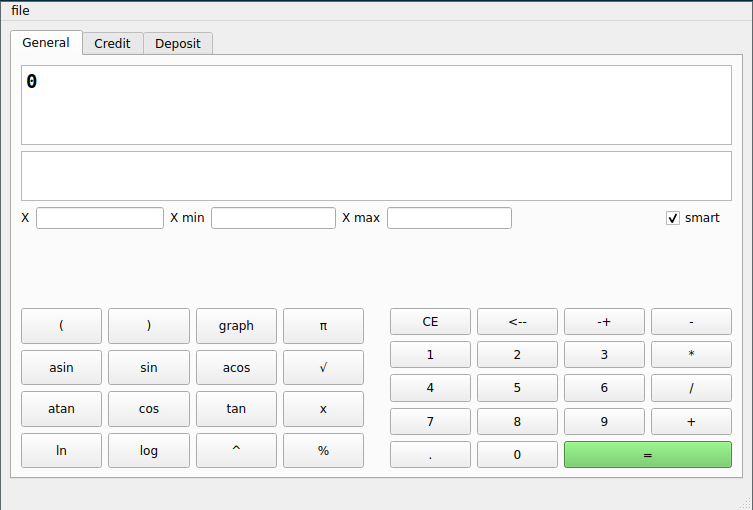 file
General Credit Deposit
0
X X min X max smart
( ) graph π CE <-- -+ -
asin sin acos √ 1 2 3 *
atan cos tan x 4 5 6 /
ln log ^ % 7 8 9 +
. 0 =